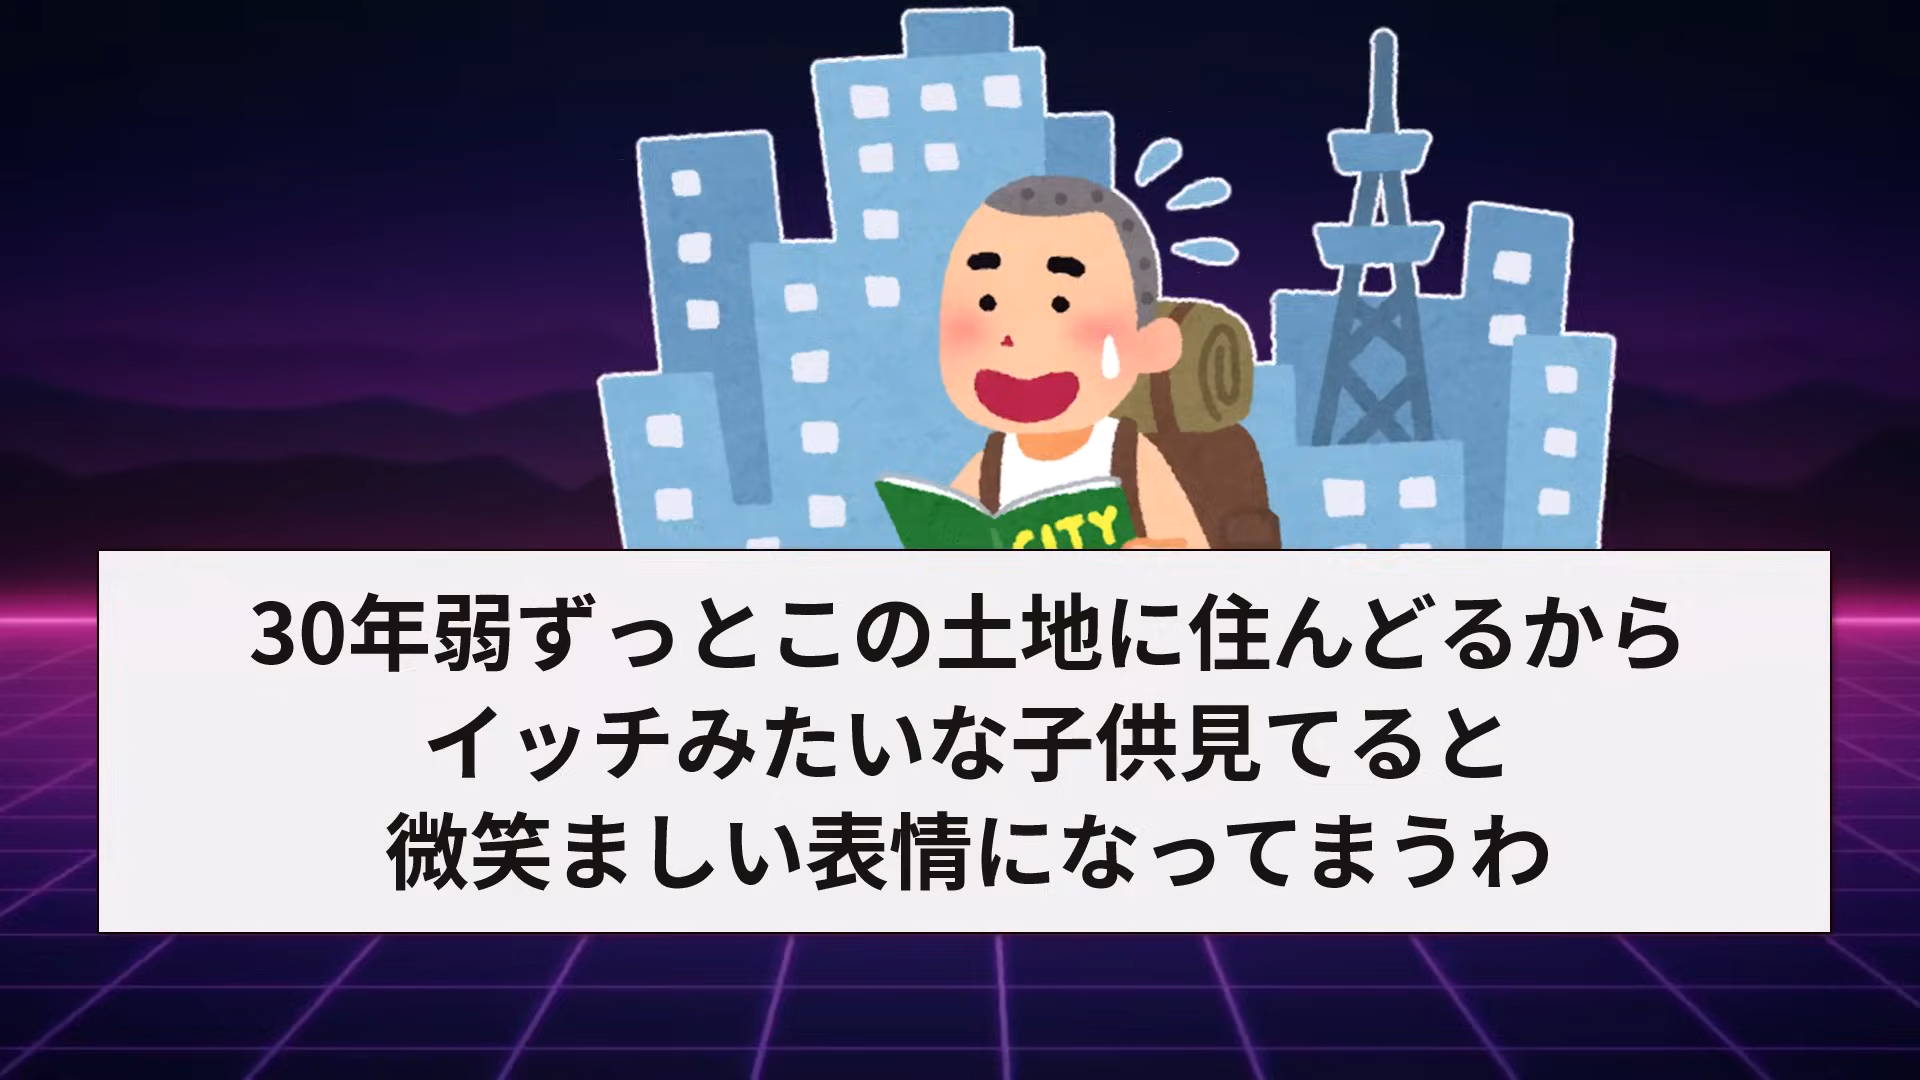 CITY
30年弱ずっとこの土地に住んどるから
イッチみたいな子供見てると
微笑ましい表情になってまうわ